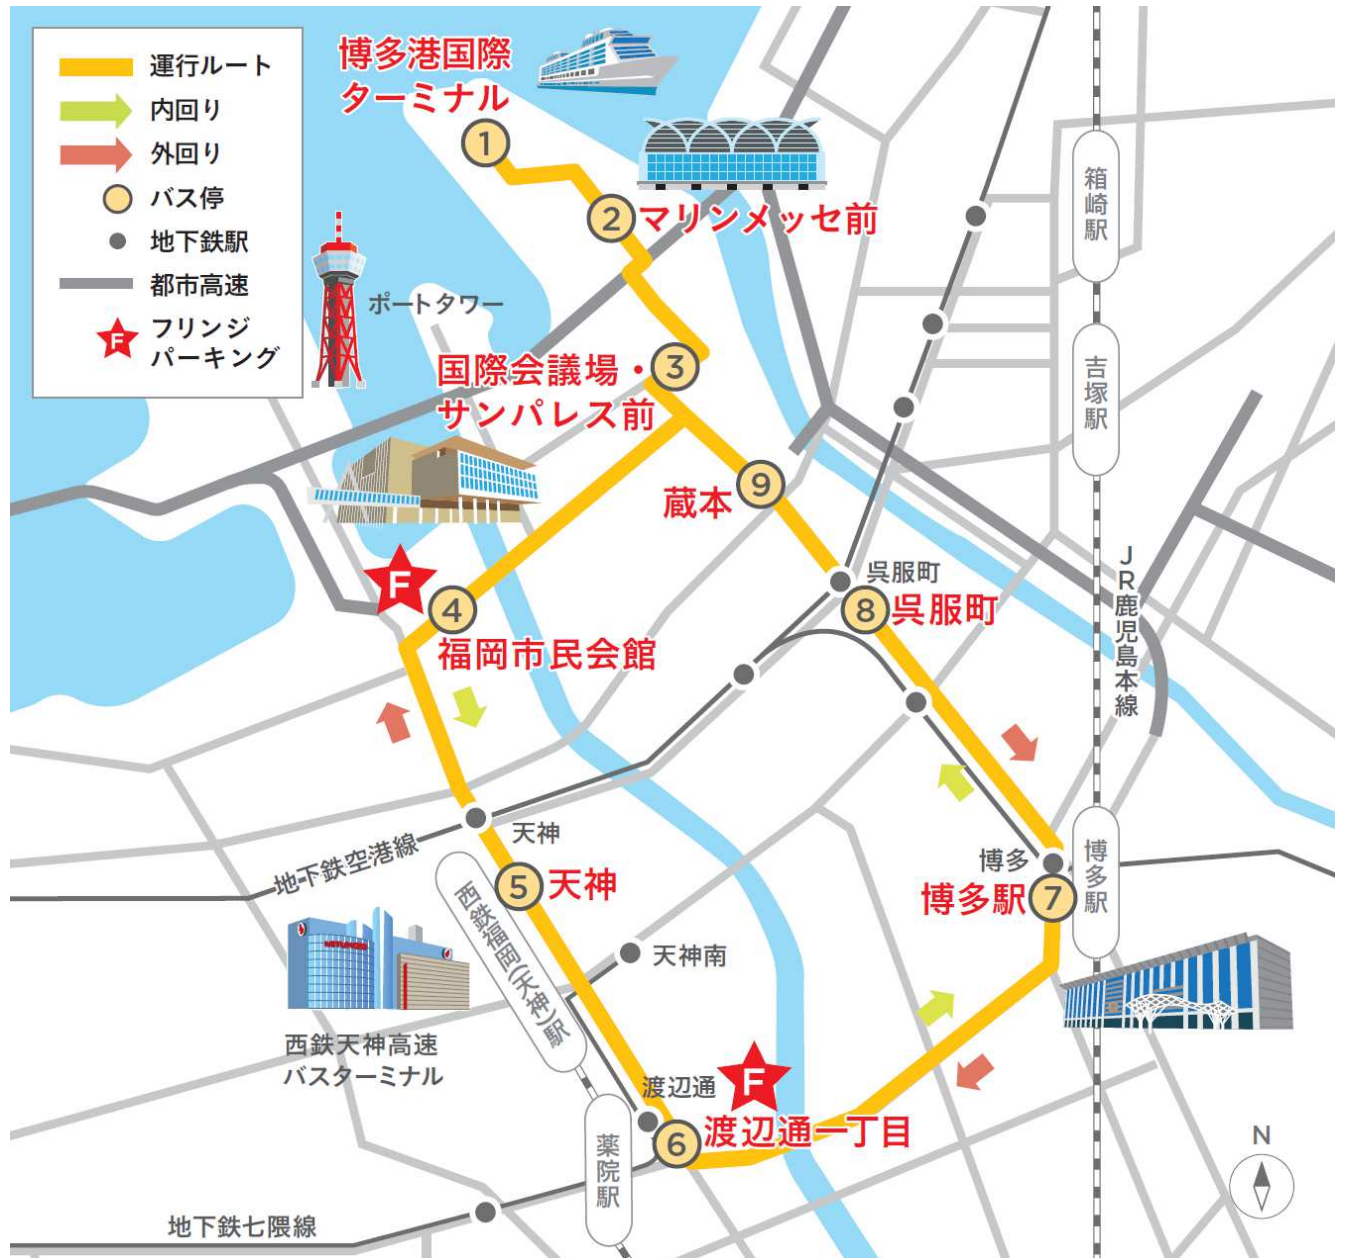 運行ルート
内回り
外回り
バス停
地下鉄駅
都市高速
F
フリンジ
パーキング
博多港国際
ターミナル
1
2
マリンメッセ前
ポートタワー
国際会議場・
サンパレス前
3
9
蔵本
F
4
福岡市民会館
呉服町
8
呉服町
箱崎駅
吉塚駅
JR鹿児島本線
博多駅
博多
博多駅
7
天神
地下鉄空港線
5
天神
西鉄福岡(天神)駅
天神南
西鉄天神高速
バスターミナル
渡辺通
F
6
渡辺通一丁目
薬院駅
地下鉄七隈線
N